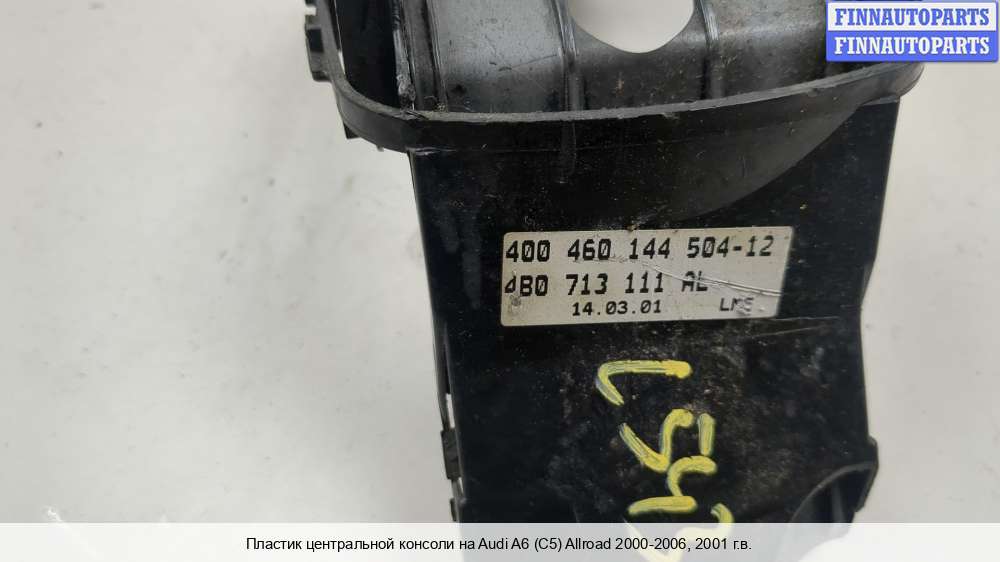 FINNAUTOPARTS
FINNAUTOPARTS
400 460 144 504-12
4B0 713 111 AL
14.03.01
Пластик центральной консоли на Audi A6 (C5) Allroad 2000-2006, 2001 г.в.